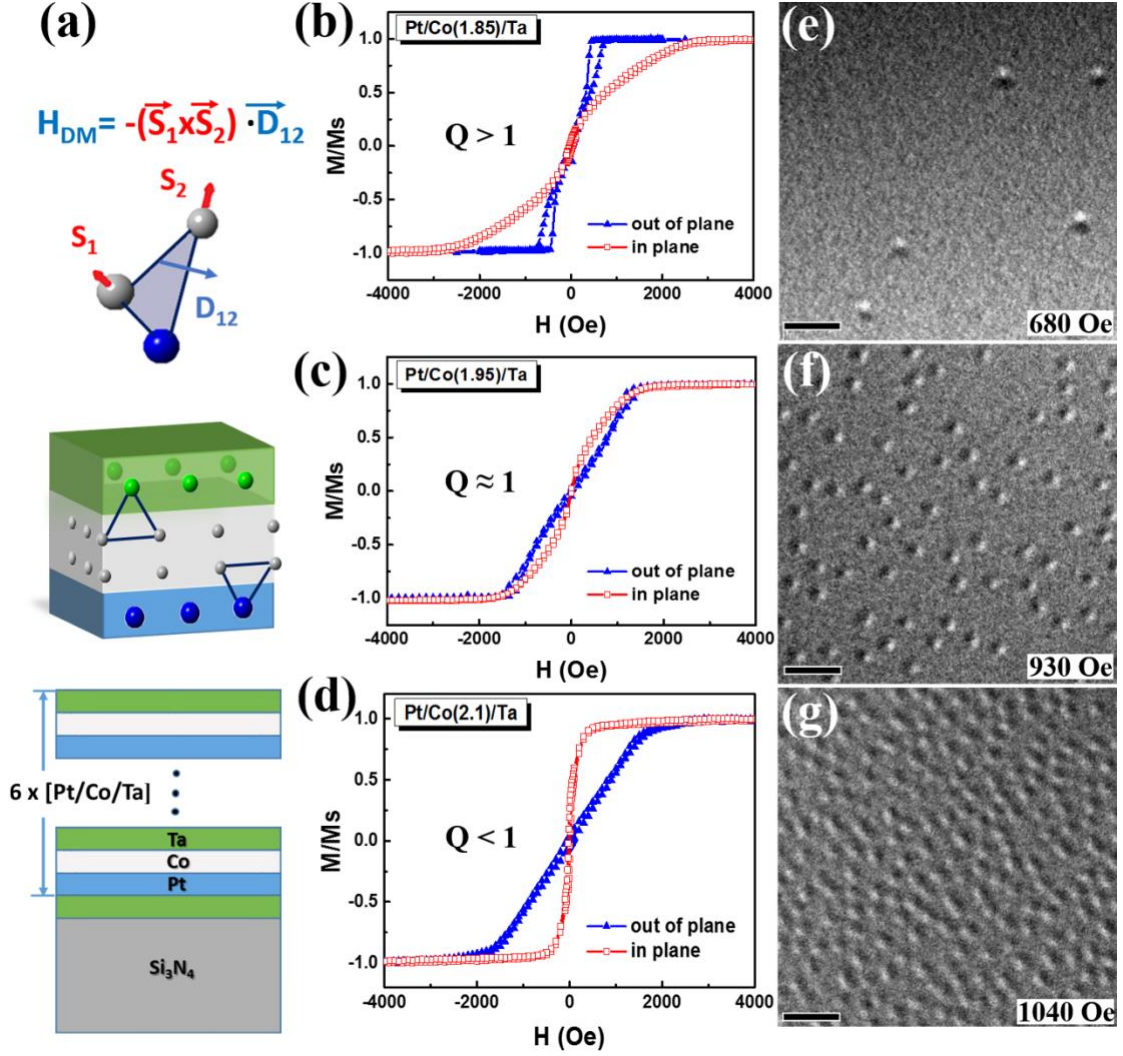 (a)
H_DM = -(S⃗₁xS⃗₂) · D⃗₁₂
S₂
S₁
D₁₂
6 x [Pt/Co/Ta]
Ta
Co
Pt
Si₃N₄
(b)
Pt/Co(1.85)/Ta
1.0
0.5
0.0
-0.5
-1.0
M/Ms
Q > 1
out of plane
in plane
-4000 -2000 0 2000 4000
H (Oe)
(c)
Pt/Co(1.95)/Ta
1.0
0.5
0.0
-0.5
-1.0
M/Ms
Q ≈ 1
out of plane
in plane
-4000 -2000 0 2000 4000
H (Oe)
(d)
Pt/Co(2.1)/Ta
1.0
0.5
0.0
-0.5
-1.0
M/Ms
Q < 1
out of plane
in plane
-4000 -2000 0 2000 4000
H (Oe)
(e)
680 Oe
(f)
930 Oe
(g)
1040 Oe